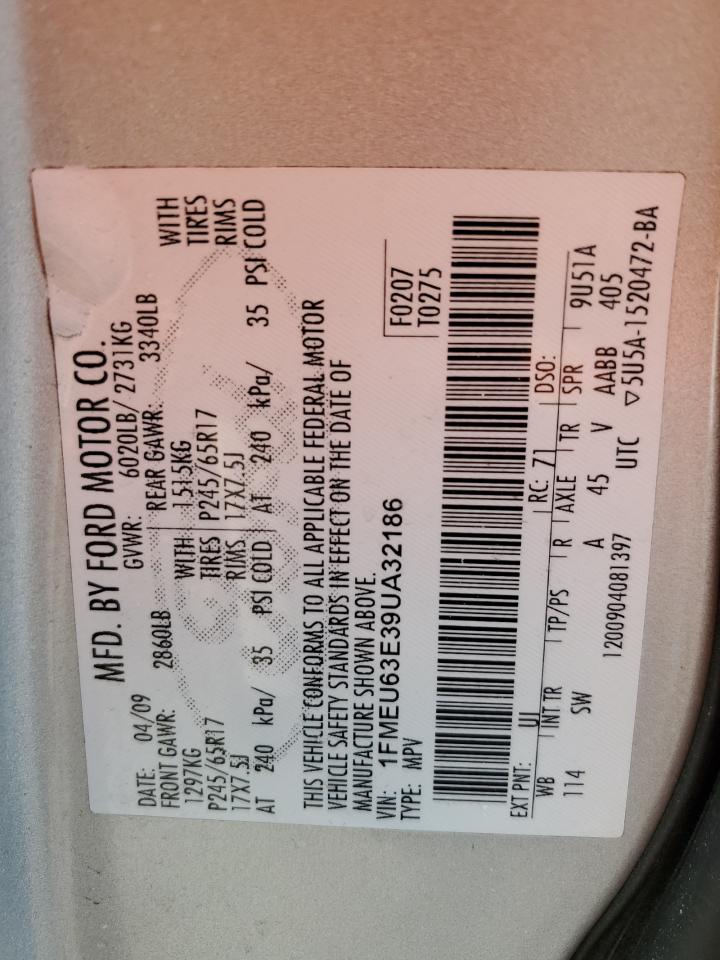 MFD. BY FORD MOTOR CO.
DATE: 04/09 GVWR: 6020LB/ 2731KG
FRONT GAWR: 2860LB REAR GAWR: 3340LB
1297KG WITH 1515KG WITH
P245/65R17 TIRES P245/65R17 TIRES
17X7.5J RIMS 17X7.5J RIMS
AT 240 kPa/ 35 PSI COLD AT 240 kPa/ 35 PSI COLD
THIS VEHICLE CONFORMS TO ALL APPLICABLE FEDERAL MOTOR
VEHICLE SAFETY STANDARDS IN EFFECT ON THE DATE OF
MANUFACTURE SHOWN ABOVE.
VIN: 1FMEU63E39UA32186 F0207
TYPE: MPV T0275
EXT PNT: UI RC: 71 DSO:
WB INT TR TP/PS R AXLE TR SPR 9U51A
114 SW A 45 V AABB 405
1200904081397 UTC ▽5U5A-1520472-BA